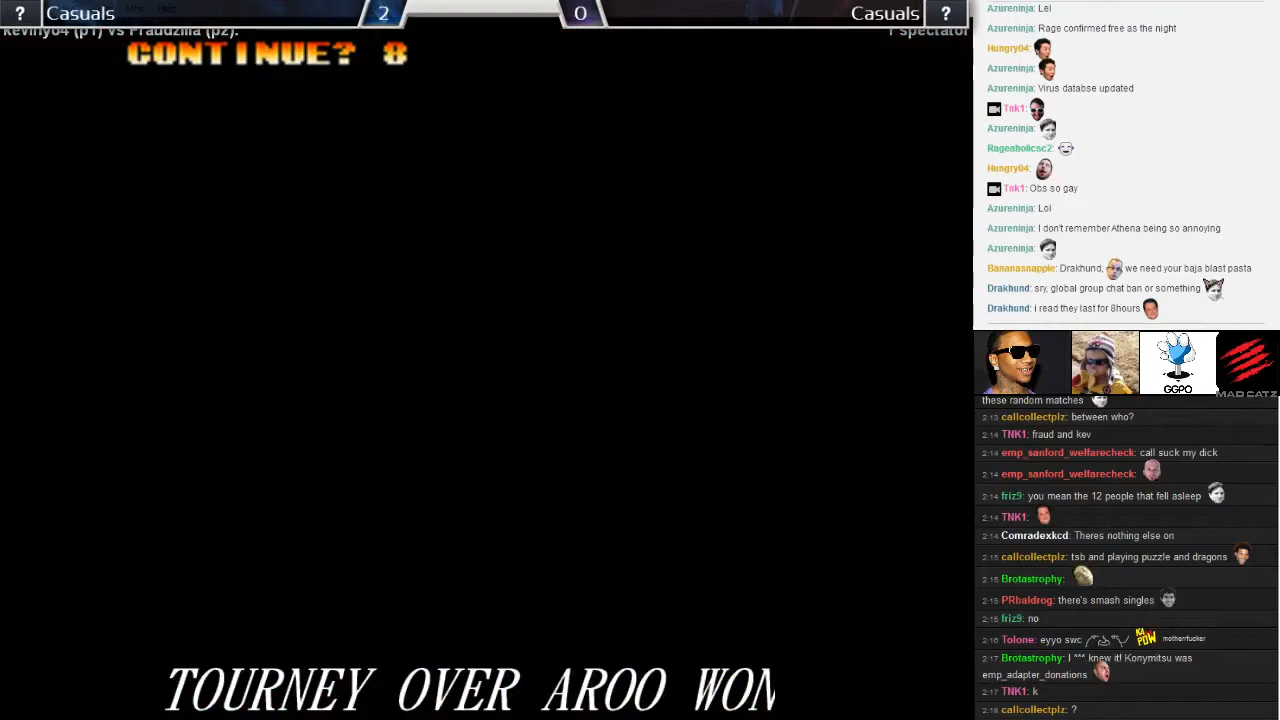 ? Casuals 2 0 Casuals ?
Kevinyo4 (p1) vs Fraudzilla (p2).
1 spectator
CONTINUE? 8
TOURNEY OVER AROO WON
Azureninja: Lel
Azureninja: Rage confirmed free as the night
Hungry04:
Azureninja:
Azureninja: Virus databse updated
Tnk1:
Azureninja:
Rageaholicsc2:
Hungry04:
Tnk1: Obs so gay
Azureninja: Lol
Azureninja: I don't remember Athena being so annoying
Azureninja:
Bananasnapple: Drakhund, we need your baja blast pasta
Drakhund: sry, global group chat ban or something
Drakhund: i read they last for 8hours
GGPO
MAD CATZ
these random matches
2:13 callcollectplz: between who?
2:14 TNK1: fraud and kev
2:14 emp_sanford_welfarecheck: call suck my dick
2:14 emp_sanford_welfarecheck:
2:14 friz9: you mean the 12 people that fell asleep
2:14 TNK1:
2:14 Comradexkcd: Theres nothing else on
2:15 callcollectplz: tsb and playing puzzle and dragons
2:15 Brotastrophy:
2:15 PRbaldrog: there's smash singles
2:15 friz9: no
2:16 Tolone: eyyo swc KAPOW motherfucker
2:17 Brotastrophy: I *** knew it! Konymitsu was
emp_adapter_donations
2:17 TNK1: k
2:18 callcollectplz: ?